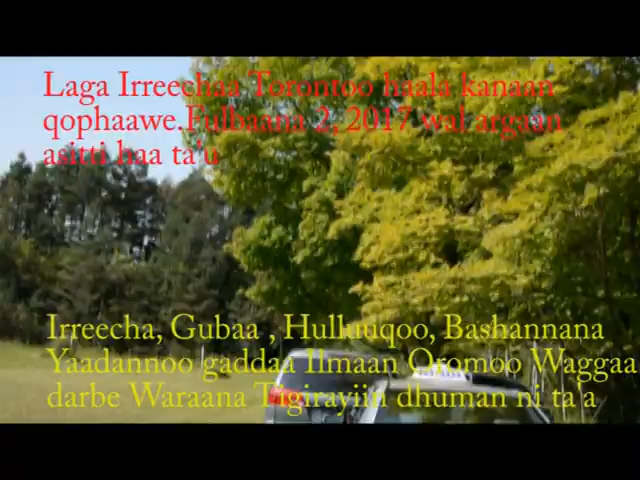 Laga Irreechaa Torontoo haala kanaan
qophaawe.Fulbaana 2, 2017 wal argaan
asitti haa ta'u
Irreecha, Gubaa , Hulluuqoo, Bashannana
Yaadannoo gaddaa Ilmaan Oromoo Waggaa
darbe Waraana Tigirayiin dhuman ni ta'a